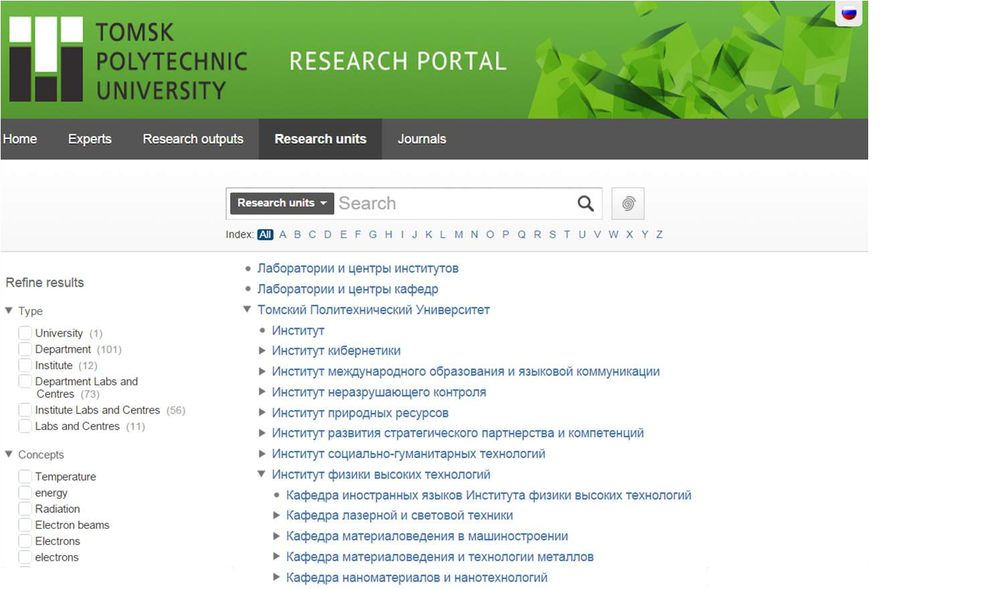 TOMSK
POLYTECHNIC
UNIVERSITY
RESEARCH PORTAL
Home Experts Research outputs Research units Journals
Research units Search
Index: All A B C D E F G H I J K L M N O P Q R S T U V W X Y Z
Refine results
Type
University (1)
Department (101)
Institute (12)
Department Labs and
Centres (73)
Institute Labs and Centres (56)
Labs and Centres (11)
Concepts
Temperature
energy
Radiation
Electron beams
Electrons
electrons
Лаборатории и центры институтов
Лаборатории и центры кафедр
Томский Политехнический Университет
Институт
Институт кибернетики
Институт международного образования и языковой коммуникации
Институт неразрушающего контроля
Институт природных ресурсов
Институт развития стратегического партнерства и компетенций
Институт социально-гуманитарных технологий
Институт физики высоких технологий
Кафедра иностранных языков Института физики высоких технологий
Кафедра лазерной и световой техники
Кафедра материаловедения в машиностроении
Кафедра материаловедения и технологии металлов
Кафедра наноматериалов и нанотехнологий